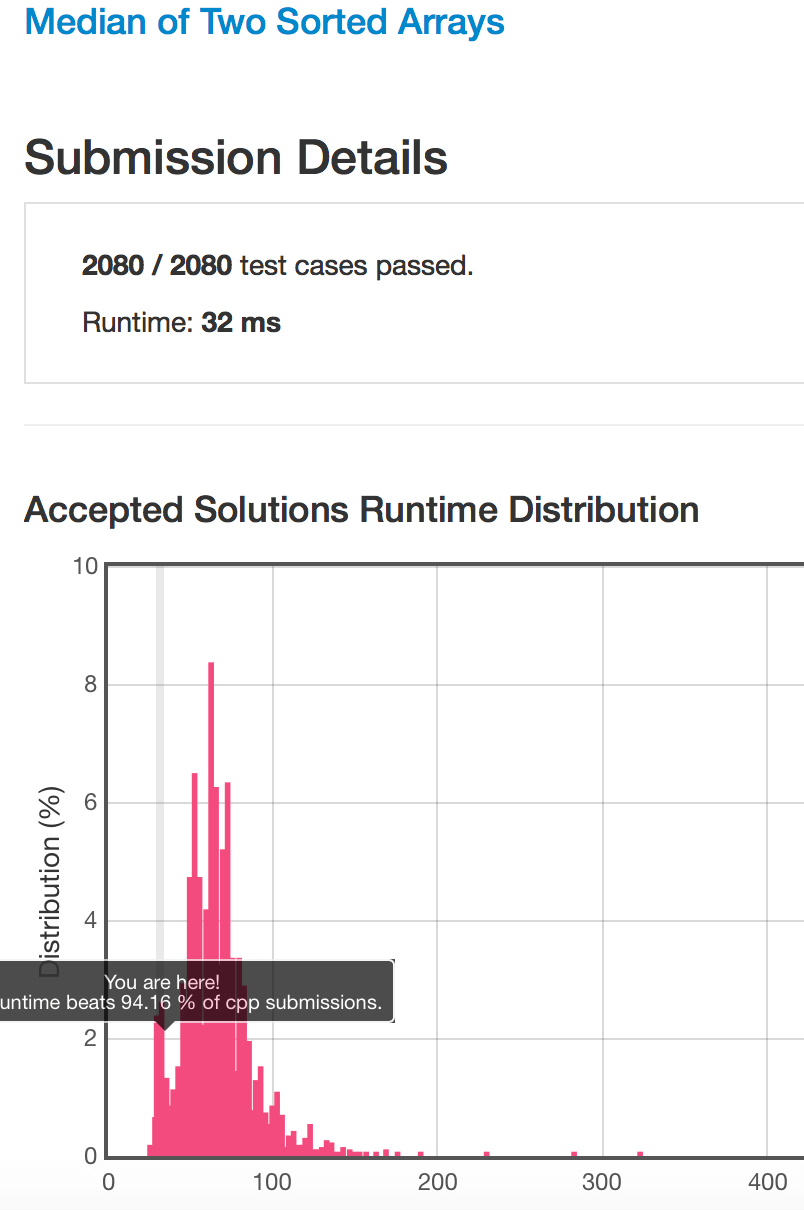 Median of Two Sorted Arrays
Submission Details
2080 / 2080 test cases passed.
Runtime: 32 ms
Accepted Solutions Runtime Distribution
10
8
6
4
2
0
Distribution (%)
You are here!
untime beats 94.16 % of cpp submissions.
0 100 200 300 400